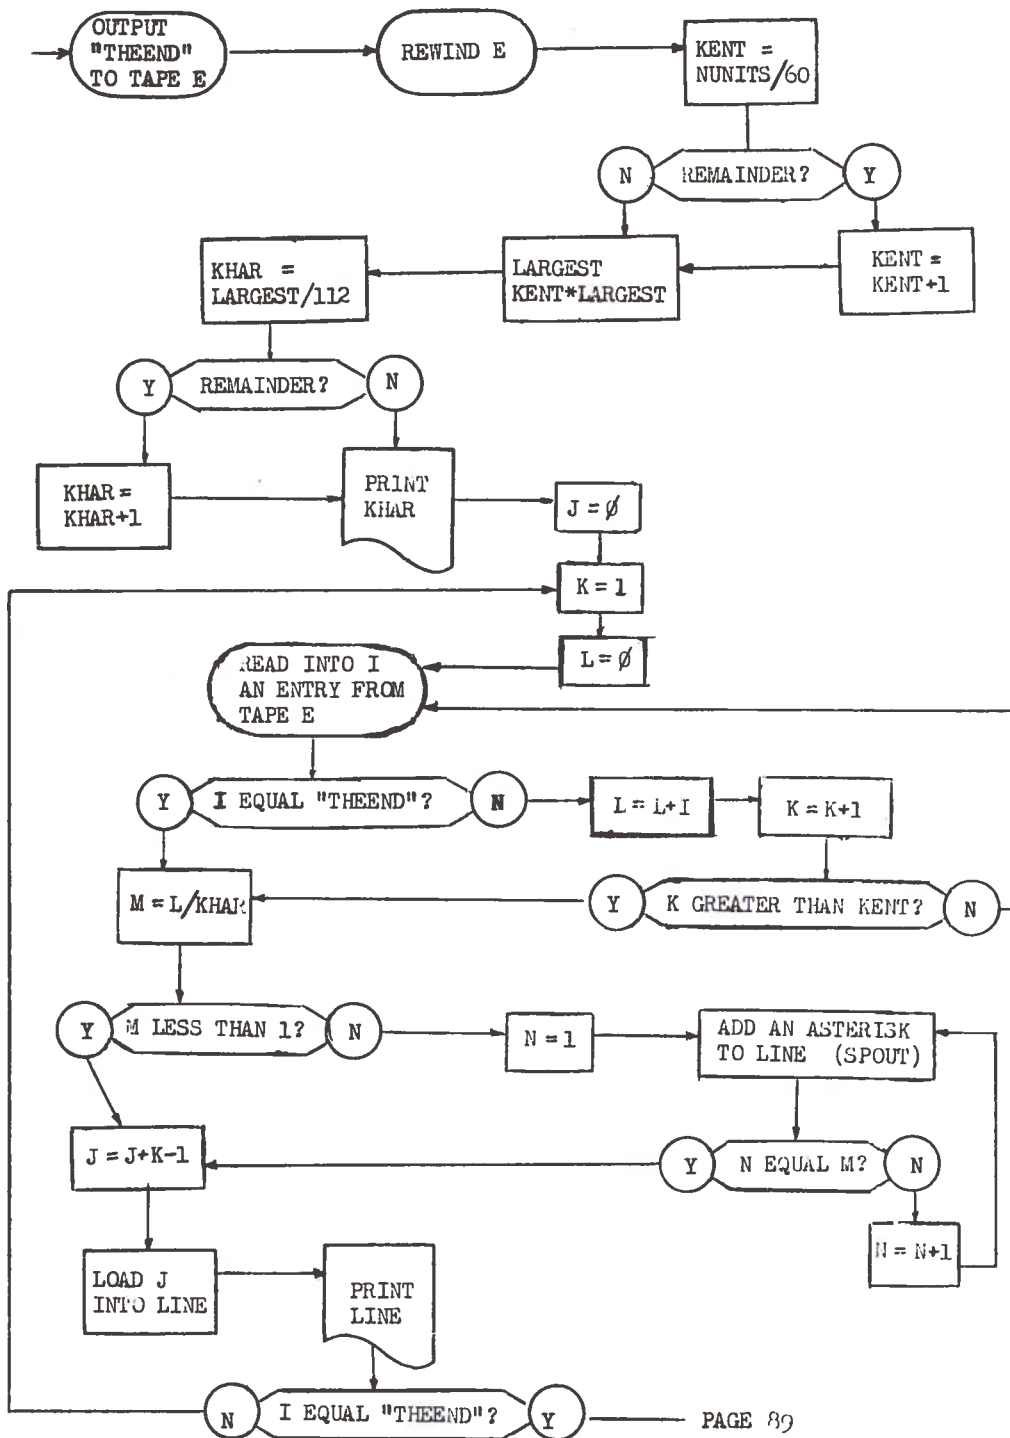 OUTPUT
"THEEND"
TO TAPE E
REWIND E
KENT =
NUNITS/60
N
REMAINDER?
Y
KENT =
KENT+1
LARGEST
KENT*LARGEST
KHAR =
LARGEST/112
Y
REMAINDER?
N
KHAR =
KHAR+1
PRINT
KHAR
J = Ø
K = 1
L = Ø
READ INTO I
AN ENTRY FROM
TAPE E
Y
I EQUAL "THEEND"?
N
L = L+I
K = K+1
Y
K GREATER THAN KENT?
N
M = L/KHAR
Y
M LESS THAN 1?
N
N = 1
ADD AN ASTERISK
TO LINE (SPOUT)
Y
N EQUAL M?
N
N = N+1
J = J+K-1
LOAD J
INTO LINE
PRINT
LINE
N
I EQUAL "THEEND"?
Y
PAGE 89